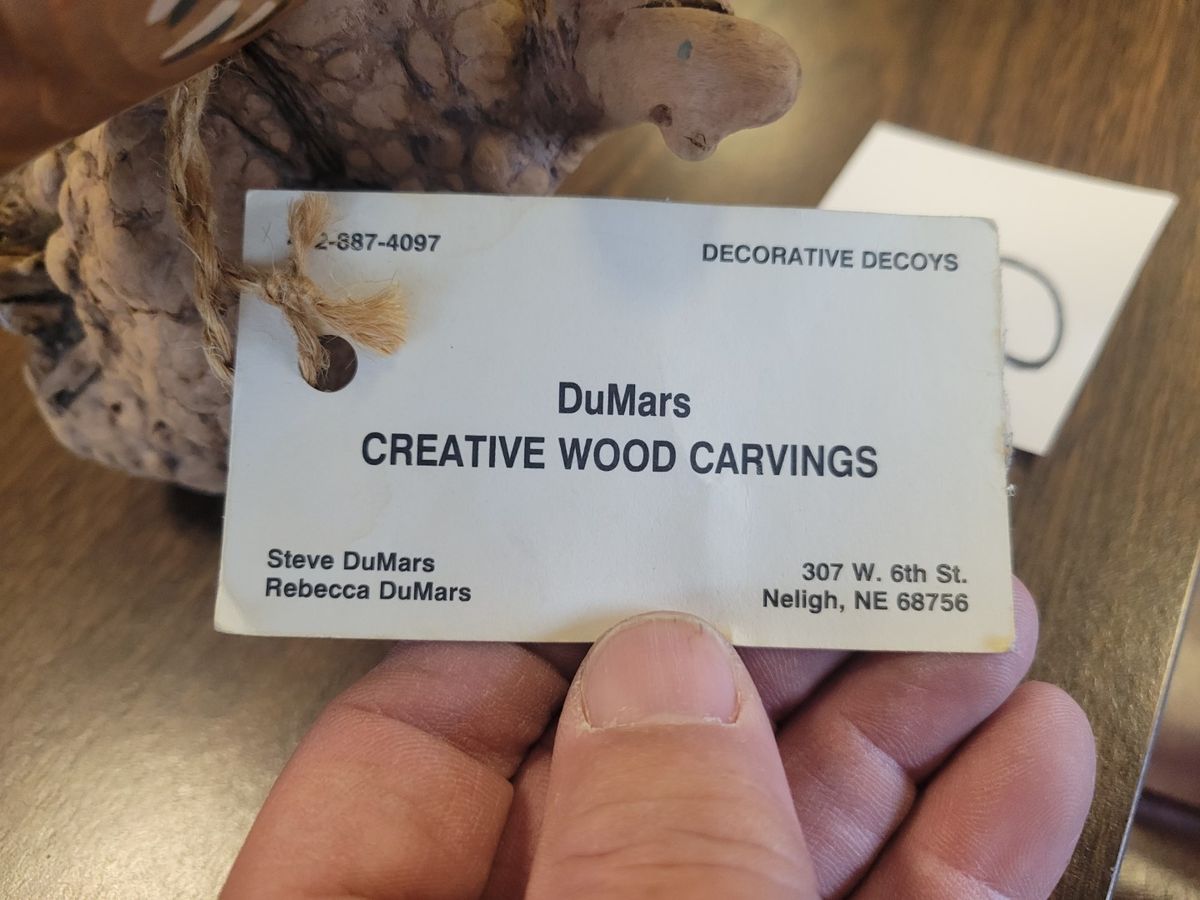 4 2-887-4097
DECORATIVE DECOYS
DuMars
CREATIVE WOOD CARVINGS
Steve DuMars
Rebecca DuMars
307 W. 6th St.
Neligh, NE 68756